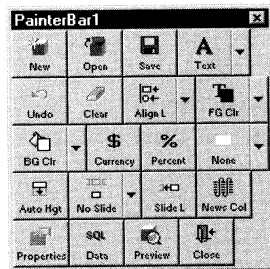 PainterBar1
New Open Save A Text
Undo Clear Align L FG Clr
BG Clr $ Currency % Percent None
Auto Hgt No Slide Slide L News Col
Properties SQL Data Preview Close